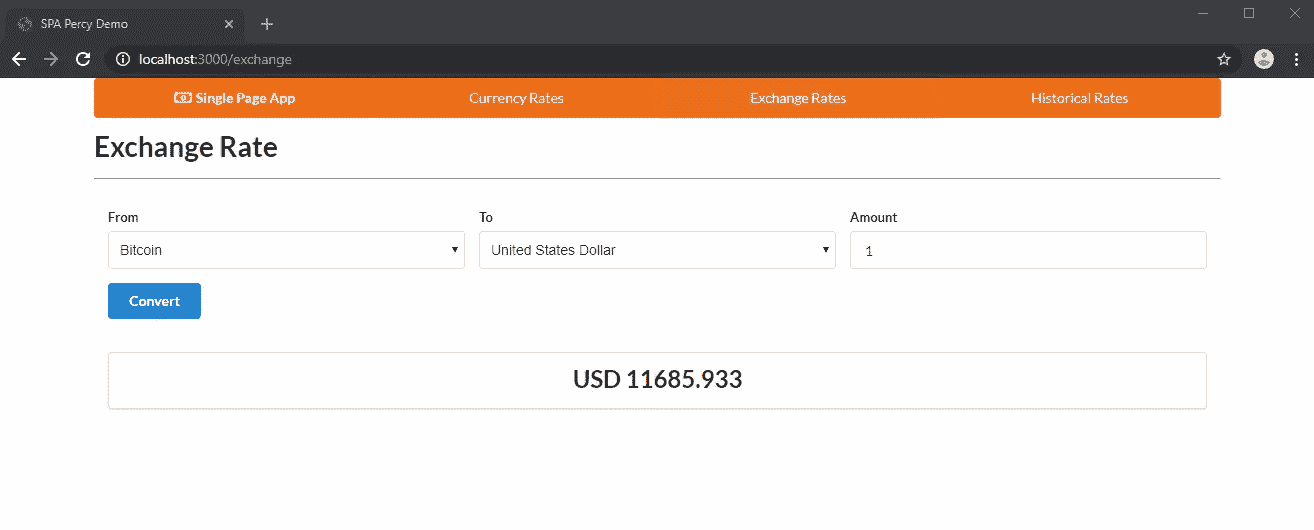 SPA Percy Demo
localhost:3000/exchange
Single Page App Currency Rates Exchange Rates Historical Rates
Exchange Rate
From To Amount
Bitcoin United States Dollar 1
Convert
USD 11685.933